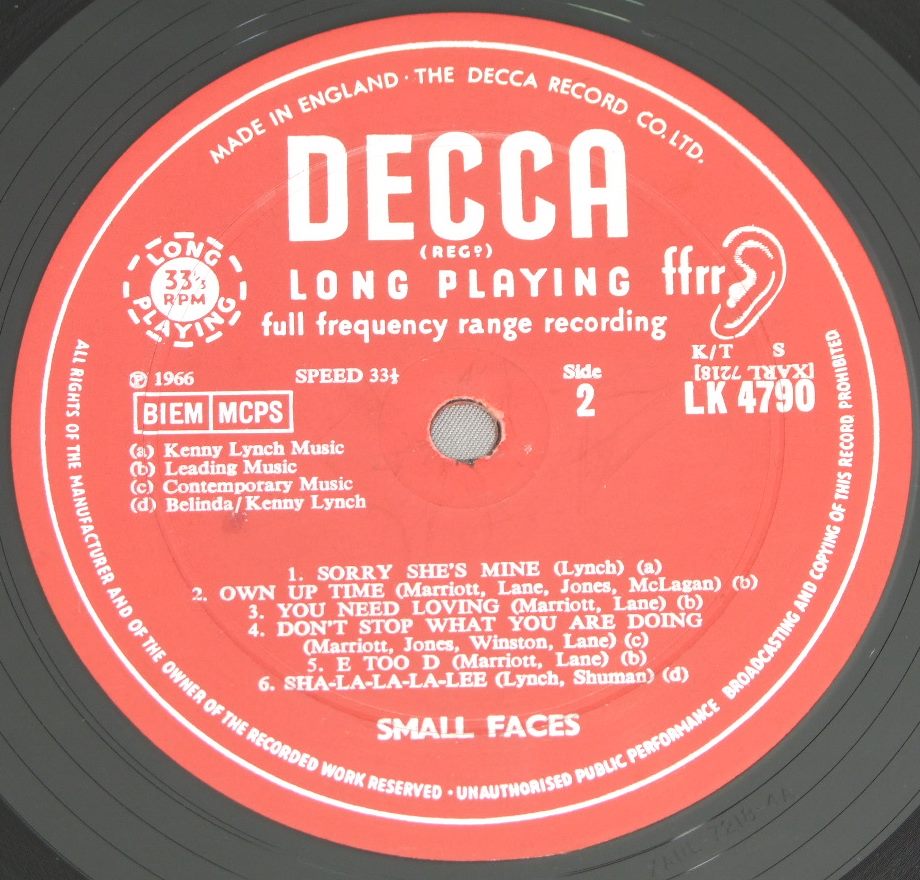 MADE IN ENGLAND · THE DECCA RECORD CO. LTD.
DECCA
(REGD)
LONG PLAYING
33⅓ RPM
LONG PLAYING
ffrr
full frequency range recording
K/T S
℗ 1966
SPEED 33⅓
Side
2
[XARL 7218]
LK 4790
BIEM MCPS
(a) Kenny Lynch Music
(b) Leading Music
(c) Contemporary Music
(d) Belinda/Kenny Lynch
1. SORRY SHE'S MINE (Lynch) (a)
2. OWN UP TIME (Marriott, Lane, Jones, McLagan) (b)
3. YOU NEED LOVING (Marriott, Lane) (b)
4. DON'T STOP WHAT YOU ARE DOING
(Marriott, Jones, Winston, Lane) (c)
5. E TOO D (Marriott, Lane) (b)
6. SHA-LA-LA-LA-LEE (Lynch, Shuman) (d)
SMALL FACES
ALL RIGHTS OF THE MANUFACTURER AND OF THE OWNER OF THE RECORDED WORK RESERVED · UNAUTHORISED PUBLIC PERFORMANCE BROADCASTING AND COPYING OF THIS RECORD PROHIBITED